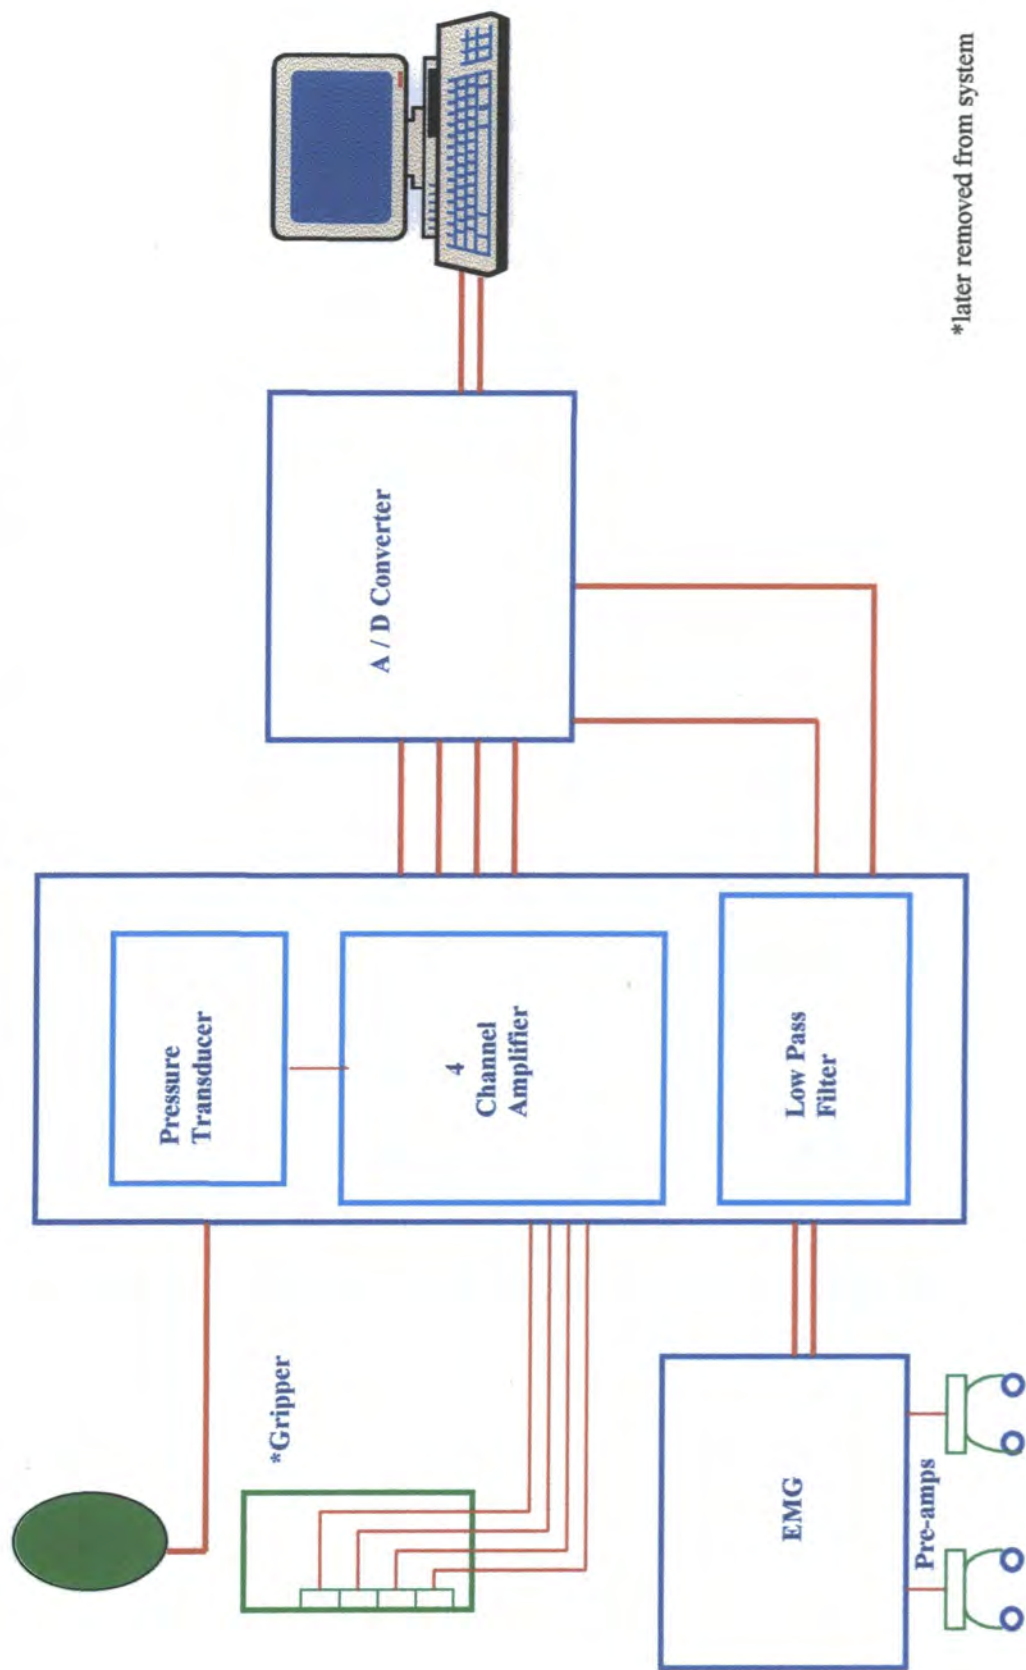 *Gripper
EMG
Pre-amps
Pressure
Transducer
4
Channel
Amplifier
Low Pass
Filter
A / D Converter
*later removed from system